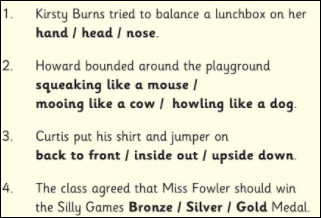 1. Kirsty Burns tried to balance a lunchbox on her
hand / head / nose.
2. Howard bounded around the playground
squeaking like a mouse /
mooing like a cow / howling like a dog.
3. Curtis put his shirt and jumper on
back to front / inside out / upside down.
4. The class agreed that Miss Fowler should win
the Silly Games Bronze / Silver / Gold Medal.